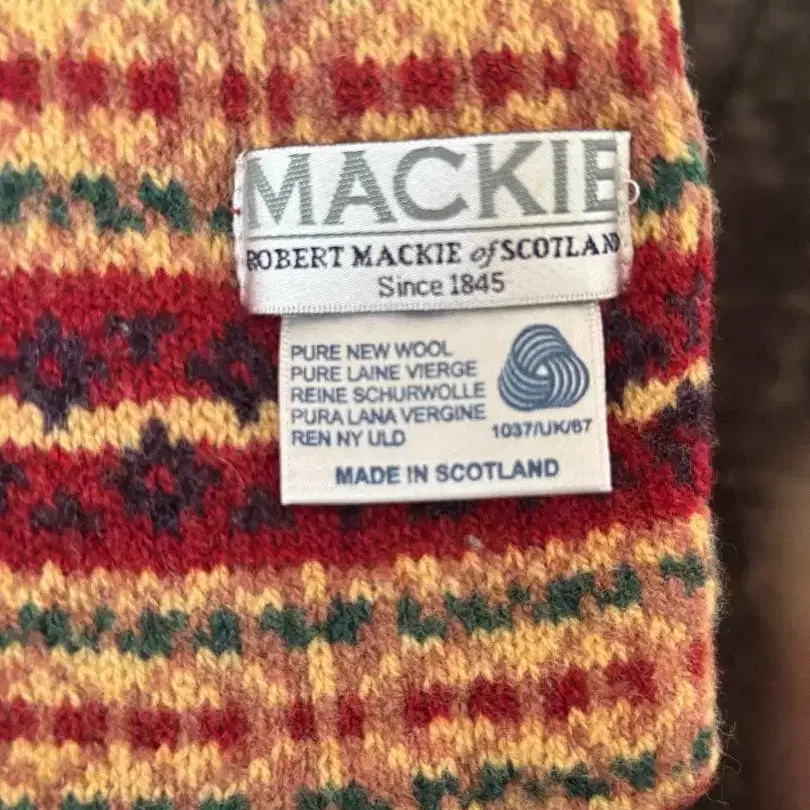 MACKIE
ROBERT MACKIE of SCOTLAND
Since 1845
PURE NEW WOOL
PURE LAINE VIERGE
REINE SCHURWOLLE
PURA LANA VERGINE
REN NY ULD
1037/UK/67
MADE IN SCOTLAND